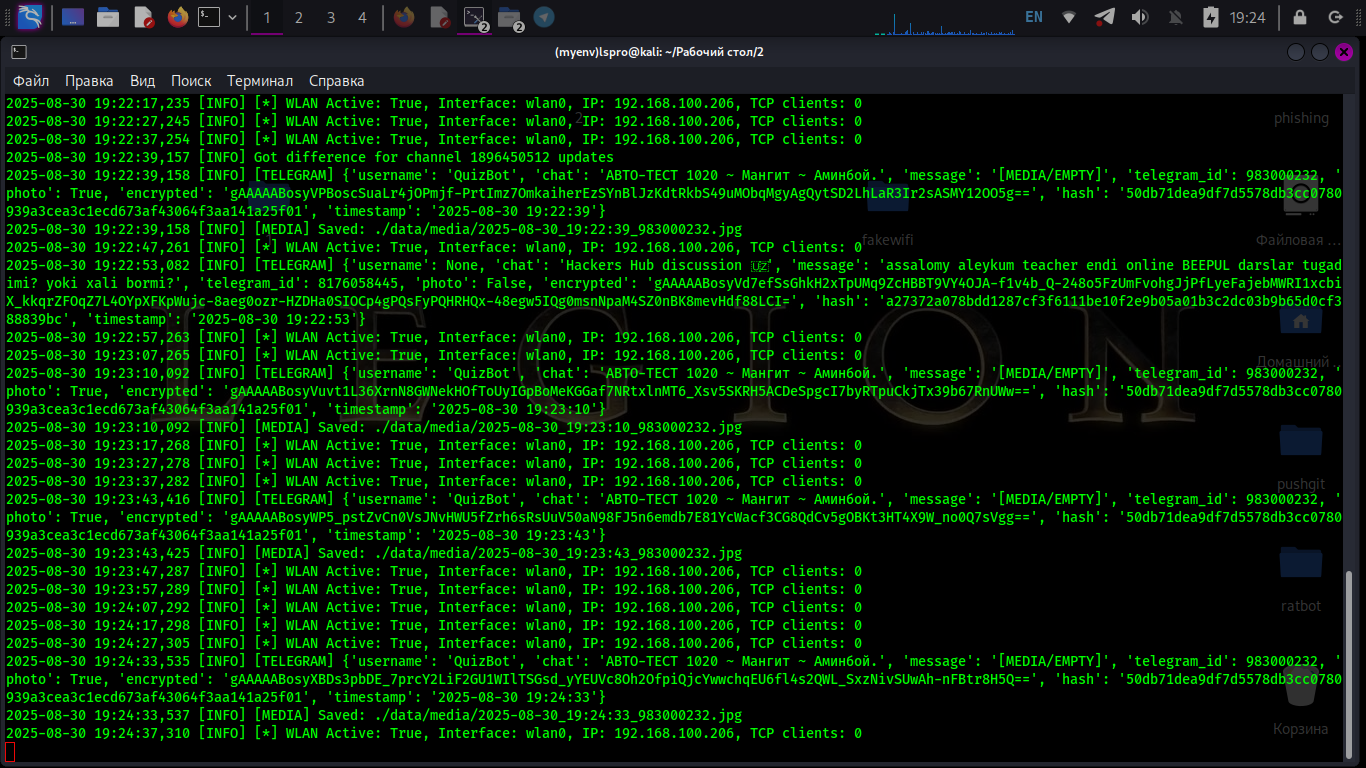 1 2 3 4 2 2 EN 19:24
(myenv)lspro@kali: ~/Рабочий стол/2
Файл Правка Вид Поиск Терминал Справка
2025-08-30 19:22:17,235 [INFO] [*] WLAN Active: True, Interface: wlan0, IP: 192.168.100.206, TCP clients: 0
2025-08-30 19:22:27,245 [INFO] [*] WLAN Active: True, Interface: wlan0, IP: 192.168.100.206, TCP clients: 0
2025-08-30 19:22:37,254 [INFO] [*] WLAN Active: True, Interface: wlan0, IP: 192.168.100.206, TCP clients: 0
2025-08-30 19:22:39,157 [INFO] Got difference for channel 1896450512 updates
2025-08-30 19:22:39,158 [INFO] [TELEGRAM] {'username': 'QuizBot', 'chat': 'АВТО-ТЕСТ 1020 ~ Мангит ~ Аминбой.', 'message': '[MEDIA/EMPTY]', 'telegram_id': 983000232, '
photo': True, 'encrypted': 'gAAAAABosyVPBoscSuaLr4jOPmjf-PrtImz7OmkaiherEzSYnBlJzKdtRkbS49uMObqMgyAgQytSD2LhLaR3Ir2sASMY12OO5g==', 'hash': '50db71dea9df7d5578db3cc0780
939a3cea3c1ecd673af43064f3aa141a25f01', 'timestamp': '2025-08-30 19:22:39'}
2025-08-30 19:22:39,158 [INFO] [MEDIA] Saved: ./data/media/2025-08-30_19:22:39_983000232.jpg
2025-08-30 19:22:47,261 [INFO] [*] WLAN Active: True, Interface: wlan0, IP: 192.168.100.206, TCP clients: 0
2025-08-30 19:22:53,082 [INFO] [TELEGRAM] {'username': None, 'chat': 'Hackers Hub discussion 🇺🇿', 'message': 'assalomy aleykum teacher endi online BEEPUL darslar tugad
imi? yoki xali bormi?', 'telegram_id': 8176058445, 'photo': False, 'encrypted': 'gAAAAABosyVd7efSsGhkH2xTpUMq9ZcHBBT9VY4OJA-f1v4b_Q-248o5FzUmFvohgJjPfLyeFajebMWRI1xcbi
X_kkqrZFOqZ7L4OYpXFKpWujc-8aeg0ozr-HZDHa0SIOCp4gPQsFyPQHRHQx-48egw5IQg0msnNpaM4SZ0nBK8mevHdf88LCI=', 'hash': 'a27372a078bdd1287cf3f6111be10f2e9b05a01b3c2dc03b9b65d0cf3
88839bc', 'timestamp': '2025-08-30 19:22:53'}
2025-08-30 19:22:57,263 [INFO] [*] WLAN Active: True, Interface: wlan0, IP: 192.168.100.206, TCP clients: 0
2025-08-30 19:23:07,265 [INFO] [*] WLAN Active: True, Interface: wlan0, IP: 192.168.100.206, TCP clients: 0
2025-08-30 19:23:10,092 [INFO] [TELEGRAM] {'username': 'QuizBot', 'chat': 'АВТО-ТЕСТ 1020 ~ Мангит ~ Аминбой.', 'message': '[MEDIA/EMPTY]', 'telegram_id': 983000232, '
photo': True, 'encrypted': 'gAAAAABosyVuvt1L36XrnN8GWNekHOfToUyIGpBoMeKGGaf7NRtxlnMT6_Xsv5SKRH5ACDeSpgcI7byRTpuCkjTx39b67RnUWw==', 'hash': '50db71dea9df7d5578db3cc0780
939a3cea3c1ecd673af43064f3aa141a25f01', 'timestamp': '2025-08-30 19:23:10'}
2025-08-30 19:23:10,092 [INFO] [MEDIA] Saved: ./data/media/2025-08-30_19:23:10_983000232.jpg
2025-08-30 19:23:17,268 [INFO] [*] WLAN Active: True, Interface: wlan0, IP: 192.168.100.206, TCP clients: 0
2025-08-30 19:23:27,278 [INFO] [*] WLAN Active: True, Interface: wlan0, IP: 192.168.100.206, TCP clients: 0
2025-08-30 19:23:37,282 [INFO] [*] WLAN Active: True, Interface: wlan0, IP: 192.168.100.206, TCP clients: 0
2025-08-30 19:23:43,416 [INFO] [TELEGRAM] {'username': 'QuizBot', 'chat': 'АВТО-ТЕСТ 1020 ~ Мангит ~ Аминбой.', 'message': '[MEDIA/EMPTY]', 'telegram_id': 983000232, '
photo': True, 'encrypted': 'gAAAAABosyWP5_pstZvCn0VsJNvHWU5fZrh6sRsUuV50aN98FJ5n6emdb7E81YcWacf3CG8QdCv5gOBKt3HT4X9W_no0Q7sVgg==', 'hash': '50db71dea9df7d5578db3cc0780
939a3cea3c1ecd673af43064f3aa141a25f01', 'timestamp': '2025-08-30 19:23:43'}
2025-08-30 19:23:43,425 [INFO] [MEDIA] Saved: ./data/media/2025-08-30_19:23:43_983000232.jpg
2025-08-30 19:23:47,287 [INFO] [*] WLAN Active: True, Interface: wlan0, IP: 192.168.100.206, TCP clients: 0
2025-08-30 19:23:57,289 [INFO] [*] WLAN Active: True, Interface: wlan0, IP: 192.168.100.206, TCP clients: 0
2025-08-30 19:24:07,292 [INFO] [*] WLAN Active: True, Interface: wlan0, IP: 192.168.100.206, TCP clients: 0
2025-08-30 19:24:17,298 [INFO] [*] WLAN Active: True, Interface: wlan0, IP: 192.168.100.206, TCP clients: 0
2025-08-30 19:24:27,305 [INFO] [*] WLAN Active: True, Interface: wlan0, IP: 192.168.100.206, TCP clients: 0
2025-08-30 19:24:33,535 [INFO] [TELEGRAM] {'username': 'QuizBot', 'chat': 'АВТО-ТЕСТ 1020 ~ Мангит ~ Аминбой.', 'message': '[MEDIA/EMPTY]', 'telegram_id': 983000232, '
photo': True, 'encrypted': 'gAAAAABosyXBDs3pbDE_7prcY2LiF2GU1WIlTSGsd_yYEUVc8Oh2OfpiQjcYwwchqEU6fl4s2QWL_SxzNivSUwAh-nFBtr8H5Q==', 'hash': '50db71dea9df7d5578db3cc0780
939a3cea3c1ecd673af43064f3aa141a25f01', 'timestamp': '2025-08-30 19:24:33'}
2025-08-30 19:24:33,537 [INFO] [MEDIA] Saved: ./data/media/2025-08-30_19:24:33_983000232.jpg
2025-08-30 19:24:37,310 [INFO] [*] WLAN Active: True, Interface: wlan0, IP: 192.168.100.206, TCP clients: 0
2
phishing
fakewifi
Файловая ...
LEGION
Домашний ...
pushgit
ratbot
Корзина